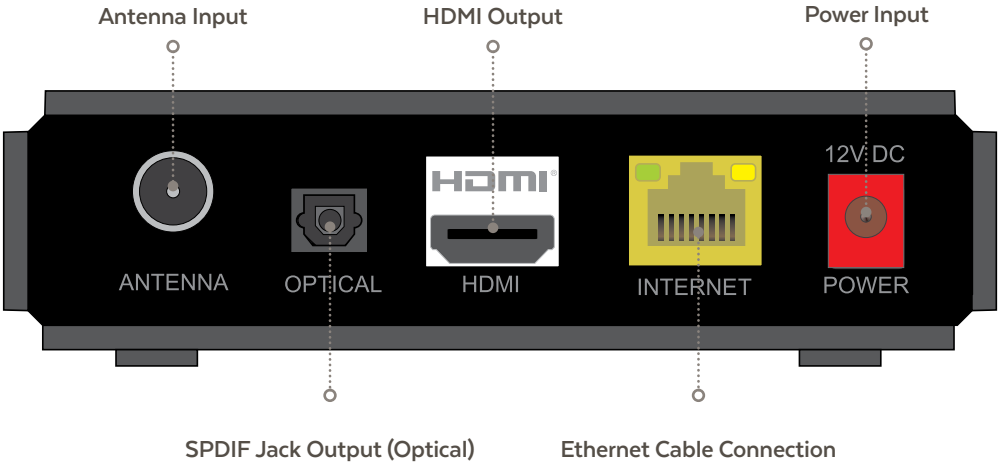 Antenna Input
HDMI Output
Power Input
12V DC
HDMI®
ANTENNA
OPTICAL
HDMI
INTERNET
POWER
SPDIF Jack Output (Optical)
Ethernet Cable Connection